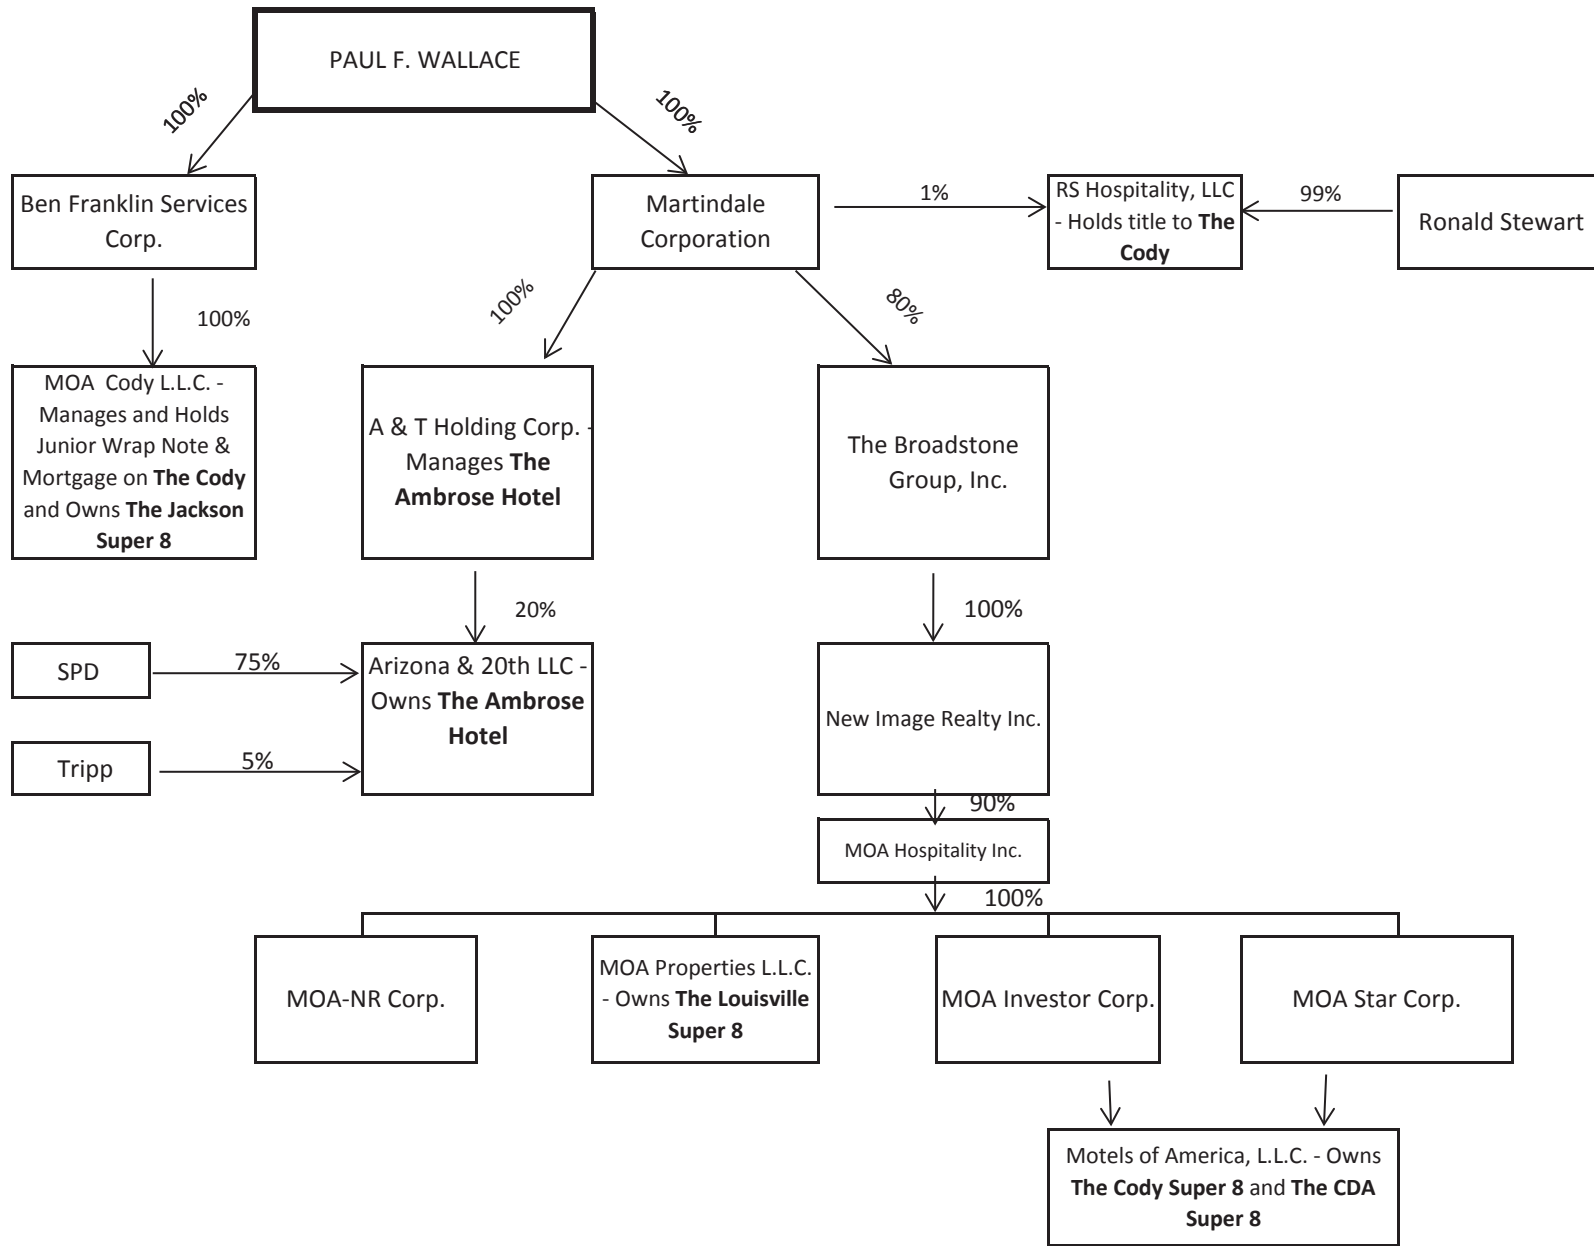 PAUL F. WALLACE
100%
100%
Ben Franklin Services
Corp.
Martindale
Corporation
1%
RS Hospitality, LLC
- Holds title to The
Cody
99%
Ronald Stewart
100%
100%
80%
MOA Cody L.L.C. -
Manages and Holds
Junior Wrap Note &
Mortgage on The Cody
and Owns The Jackson
Super 8
A & T Holding Corp. -
Manages The
Ambrose Hotel
The Broadstone
Group, Inc.
20%
100%
SPD
75%
Tripp
5%
Arizona & 20th LLC -
Owns The Ambrose
Hotel
New Image Realty Inc.
90%
MOA Hospitality Inc.
100%
MOA-NR Corp.
MOA Properties L.L.C.
- Owns The Louisville
Super 8
MOA Investor Corp.
MOA Star Corp.
Motels of America, L.L.C. - Owns
The Cody Super 8 and The CDA
Super 8